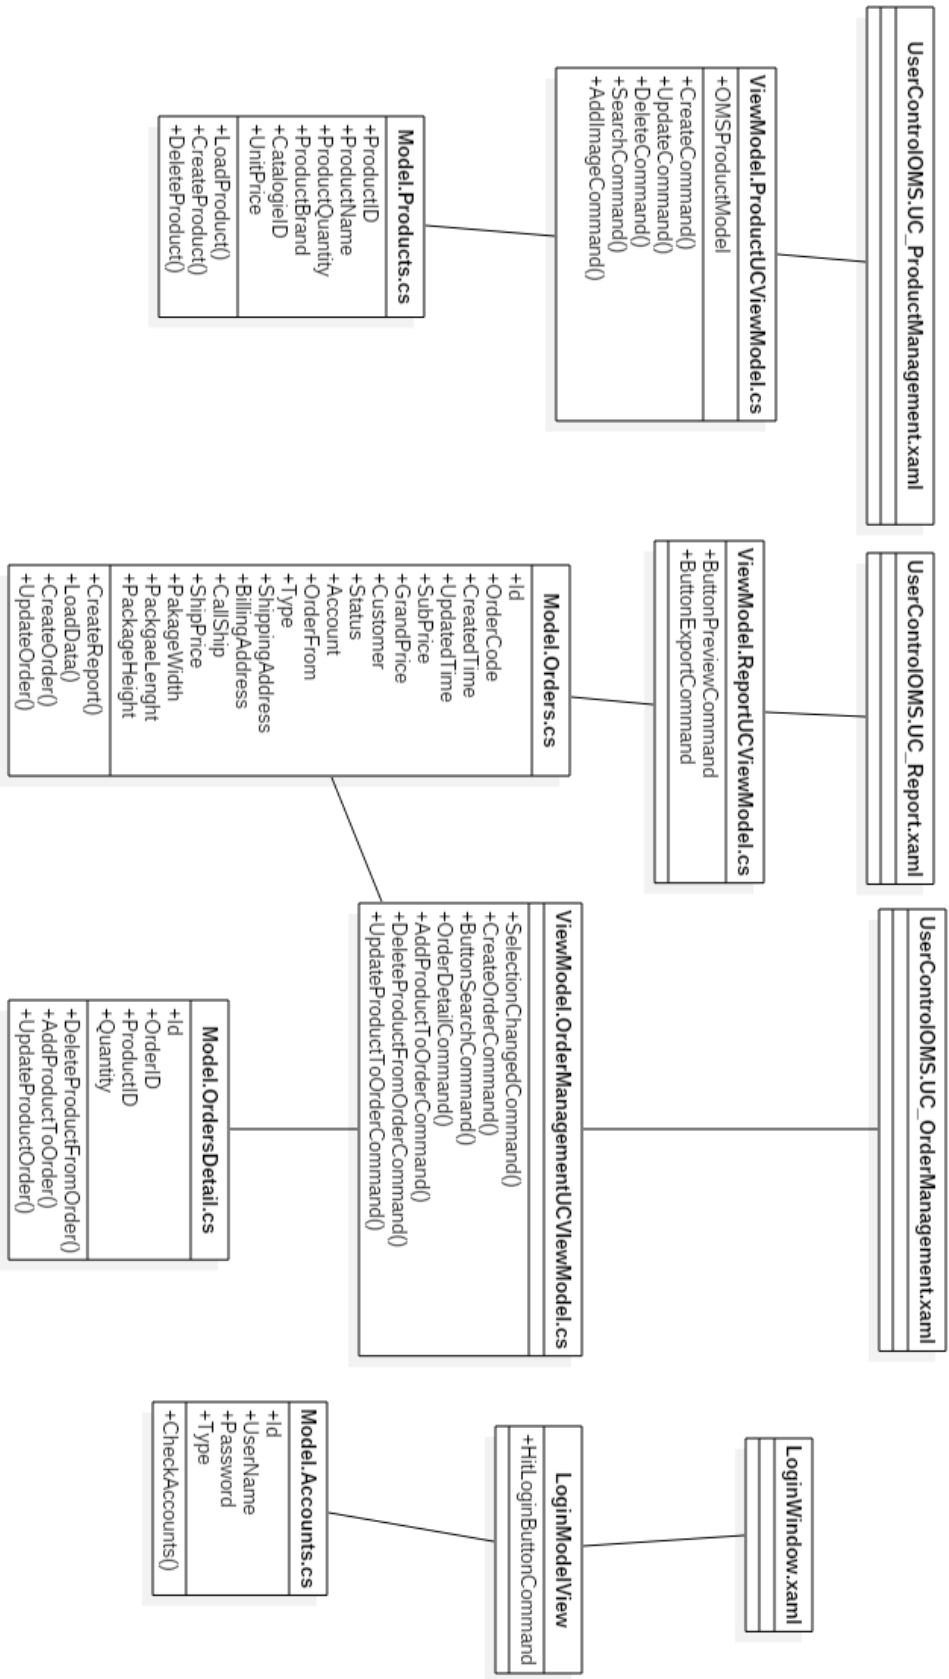 UserControlOMS.UC_ProductManagement.xaml
ViewModel.ProductUCViewModel.cs
+OMSProductModel
+CreateCommand()
+UpdateCommand()
+DeleteCommand()
+SearchCommand()
+AddImageCommand()
Model.Products.cs
+ProductID
+ProductName
+ProductQuantity
+ProductBrand
+CatalogieID
+UnitPrice
+LoadProduct()
+CreateProduct()
+DeleteProduct()
UserControlOMS.UC_Report.xaml
ViewModel.ReportUCViewModel.cs
+ButtonPreviewCommand
+ButtonExportCommand
Model.Orders.cs
+Id
+OrderCode
+CreatedTime
+UpdatedTime
+SubPrice
+GrandPrice
+Customer
+Status
+Account
+OrderFrom
+Type
+ShippingAddress
+BillingAddress
+CallShip
+ShipPrice
+PakageWidth
+PackgaeLenght
+PackageHeight
+CreateReport()
+LoadData()
+CreateOrder()
+UpdateOrder()
UserControlOMS.UC_OrderManagement.xaml
ViewModel.OrderManagementUCVIewModel.cs
+SelectionChangedCommand()
+CreateOrderCommand()
+ButtonSearchCommand()
+OrderDetailCommand()
+AddProductToOrderCommand()
+DeleteProductFromOrderCommand()
+UpdateProductToOrderCommand()
Model.OrdersDetail.cs
+Id
+OrderID
+ProductID
+Quantity
+DeleteProductFromOrder()
+AddProductToOrder()
+UpdateProductOrder()
LoginWindow.xaml
LoginModelView
+HitLoginButtonCommand
Model.Accounts.cs
+Id
+UserName
+Password
+Type
+CheckAccounts()